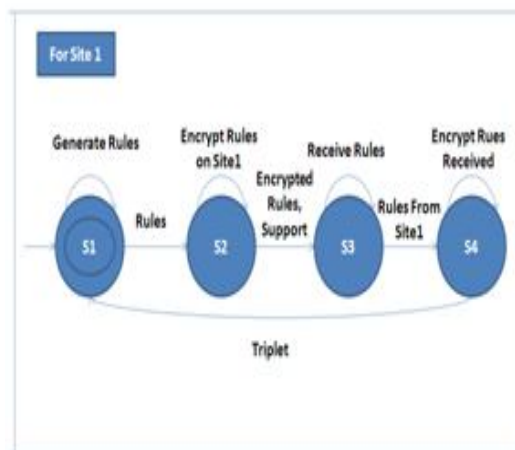 For Site 1
Generate Rules
Encrypt Rules
on Site1
Receive Rules
Encrypt Rues
Received
Rules
Encrypted
Rules,
Support
Rules From
Site1
S1
S2
S3
S4
Triplet